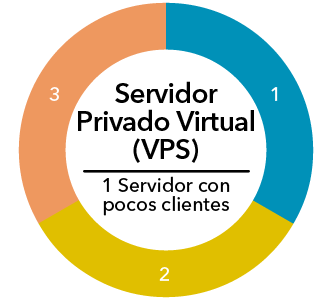 3
1
Servidor
Privado Virtual
(VPS)
1 Servidor con
pocos clientes
2